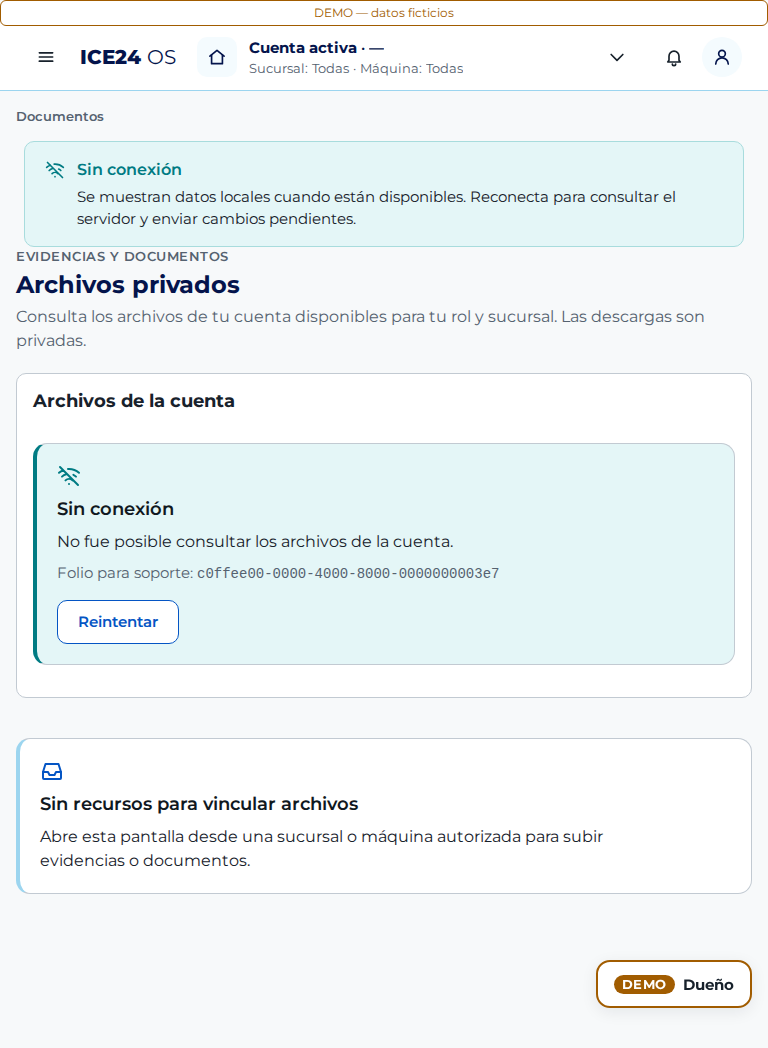 DEMO — datos ficticios
ICE24 OS
Cuenta activa · —
Sucursal: Todas · Máquina: Todas
Documentos
Sin conexión
Se muestran datos locales cuando están disponibles. Reconecta para consultar el
servidor y enviar cambios pendientes.
EVIDENCIAS Y DOCUMENTOS
Archivos privados
Consulta los archivos de tu cuenta disponibles para tu rol y sucursal. Las descargas son
privadas.
Archivos de la cuenta
Sin conexión
No fue posible consultar los archivos de la cuenta.
Folio para soporte: c0ffee00-0000-4000-8000-0000000003e7
Reintentar
Sin recursos para vincular archivos
Abre esta pantalla desde una sucursal o máquina autorizada para subir
evidencias o documentos.
DEMO Dueño